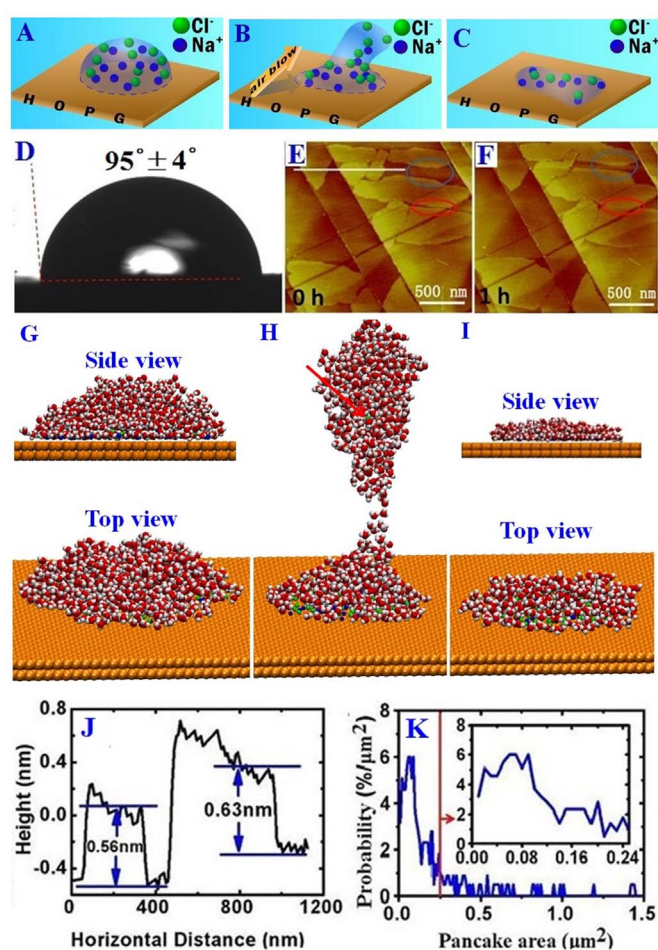 A
Cl⁻
Na⁺
H O P G
B
Cl⁻
Na⁺
air blow
H O P G
C
Cl⁻
Na⁺
H O P G
D
95° ± 4°
E
0 h
500 nm
F
1 h
500 nm
G
Side view
Top view
H
I
Side view
Top view
J
Height (nm)
0.8
0.4
0.0
-0.4
0.56nm
0.63nm
0
400
800
1200
Horizontal Distance (nm)
K
Probability (%/μm²)
8
6
4
2
0
8
6
4
2
0
0.00
0.08
0.16
0.24
0.0
0.5
1.0
1.5
Pancake area (μm²)